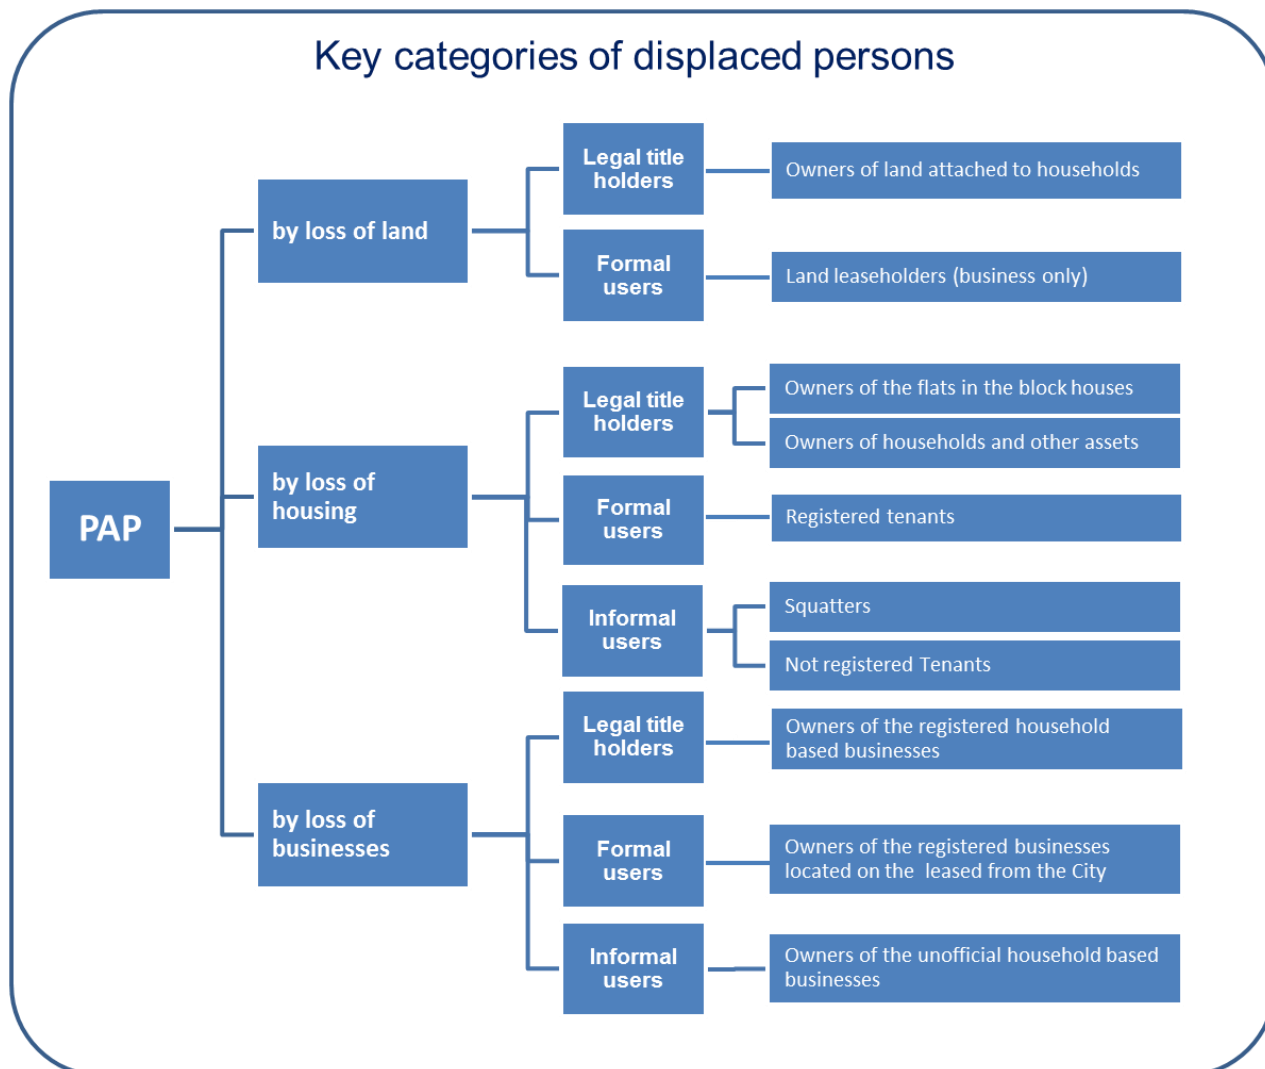 Key categories of displaced persons
PAP
by loss of land
Legal title
holders
Owners of land attached to households
Formal
users
Land leaseholders (business only)
by loss of
housing
Legal title
holders
Owners of the flats in the block houses
Owners of households and other assets
Formal
users
Registered tenants
Informal
users
Squatters
Not registered Tenants
by loss of
businesses
Legal title
holders
Owners of the registered household
based businesses
Formal
users
Owners of the registered businesses
located on the leased from the City
Informal
users
Owners of the unofficial household based
businesses